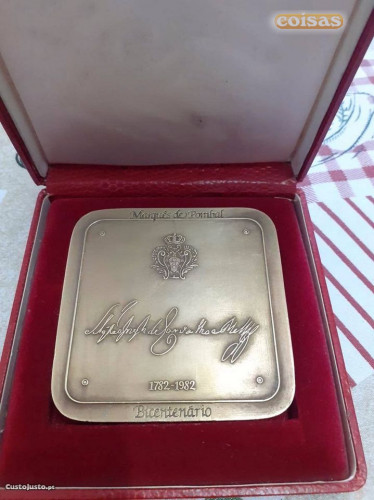 coisas
Marquês de Pombal
1782-1982
Bicentenário
CustoJusto.pt